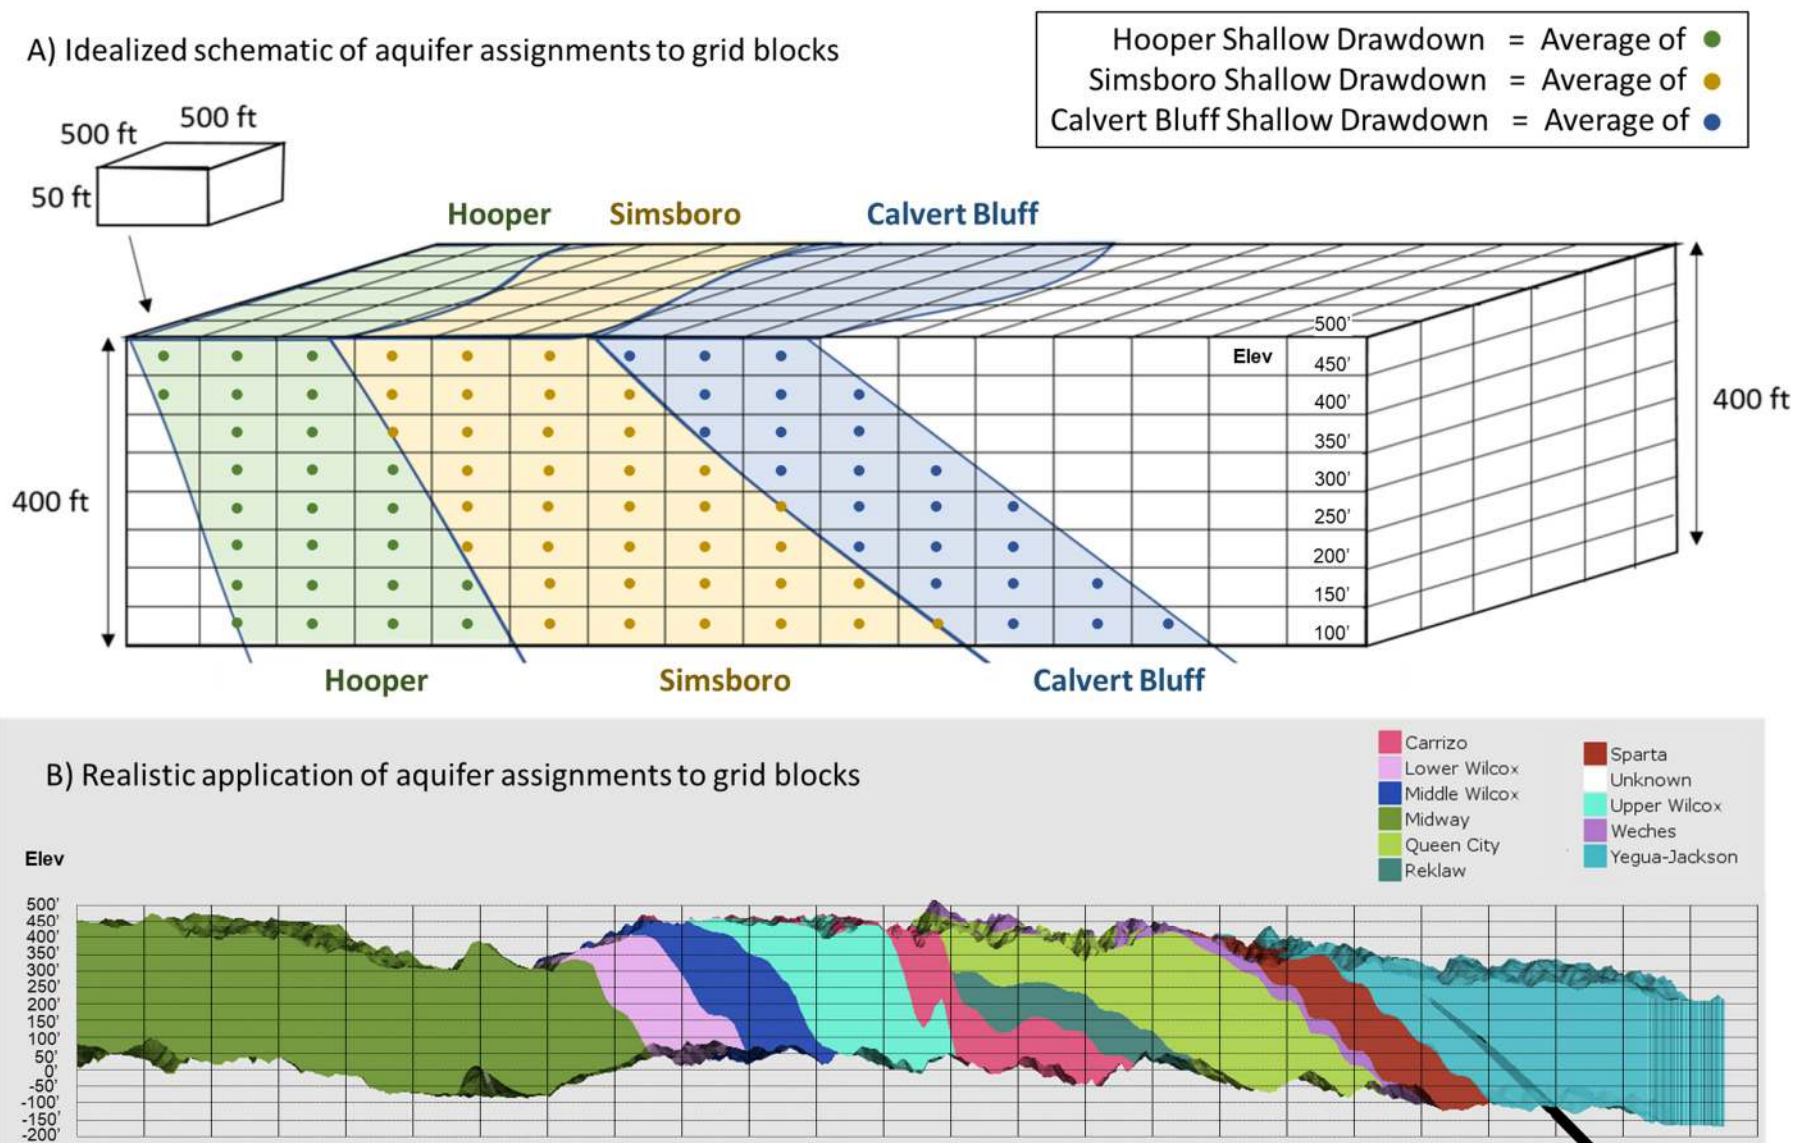 A) Idealized schematic of aquifer assignments to grid blocks
Hooper Shallow Drawdown = Average of
Simsboro Shallow Drawdown = Average of
Calvert Bluff Shallow Drawdown = Average of
500 ft
500 ft
50 ft
Hooper
Simsboro
Calvert Bluff
Elev
500'
450'
400'
350'
300'
250'
200'
150'
100'
400 ft
400 ft
Hooper
Simsboro
Calvert Bluff
B) Realistic application of aquifer assignments to grid blocks
Carrizo
Lower Wilcox
Middle Wilcox
Midway
Queen City
Reklaw
Sparta
Unknown
Upper Wilcox
Weches
Yegua-Jackson
Elev
500'
450'
400'
350'
300'
250'
200'
150'
100'
50'
0'
-50'
-100'
-150'
-200'